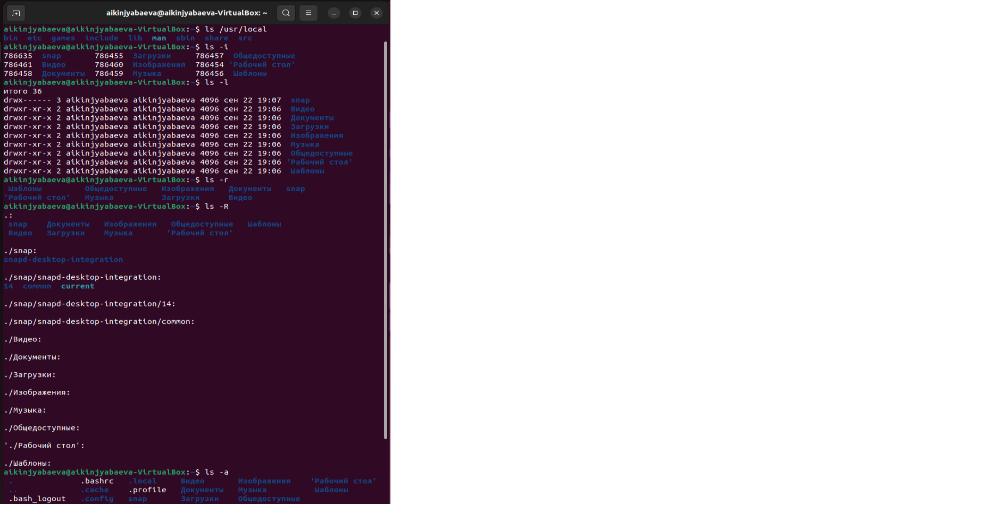 aikinjyabaeva@aikinjyabaeva-VirtualBox: ~
aikinjyabaeva@aikinjyabaeva-VirtualBox:~$ ls /usr/local
bin  etc  games  include  lib  man  sbin  share  src
aikinjyabaeva@aikinjyabaeva-VirtualBox:~$ ls -i
786635  snap       786455  Загрузки     786457  Общедоступные
786461  Видео      786460  Изображения  786454 'Рабочий стол'
786458  Документы  786459  Музыка       786456  Шаблоны
aikinjyabaeva@aikinjyabaeva-VirtualBox:~$ ls -l
итого 36
drwx------ 3 aikinjyabaeva aikinjyabaeva 4096 сен 22 19:07  snap
drwxr-xr-x 2 aikinjyabaeva aikinjyabaeva 4096 сен 22 19:06  Видео
drwxr-xr-x 2 aikinjyabaeva aikinjyabaeva 4096 сен 22 19:06  Документы
drwxr-xr-x 2 aikinjyabaeva aikinjyabaeva 4096 сен 22 19:06  Загрузки
drwxr-xr-x 2 aikinjyabaeva aikinjyabaeva 4096 сен 22 19:06  Изображения
drwxr-xr-x 2 aikinjyabaeva aikinjyabaeva 4096 сен 22 19:06  Музыка
drwxr-xr-x 2 aikinjyabaeva aikinjyabaeva 4096 сен 22 19:06  Общедоступные
drwxr-xr-x 2 aikinjyabaeva aikinjyabaeva 4096 сен 22 19:06 'Рабочий стол'
drwxr-xr-x 2 aikinjyabaeva aikinjyabaeva 4096 сен 22 19:06  Шаблоны
aikinjyabaeva@aikinjyabaeva-VirtualBox:~$ ls -r
 Шаблоны         Общедоступные   Изображения   Документы   snap
'Рабочий стол'   Музыка          Загрузки      Видео
aikinjyabaeva@aikinjyabaeva-VirtualBox:~$ ls -R
.:
 snap    Документы   Изображения   Общедоступные   Шаблоны
 Видео   Загрузки    Музыка       'Рабочий стол'
./snap:
snapd-desktop-integration
./snap/snapd-desktop-integration:
14  common  current
./snap/snapd-desktop-integration/14:
./snap/snapd-desktop-integration/common:
./Видео:
./Документы:
./Загрузки:
./Изображения:
./Музыка:
./Общедоступные:
'./Рабочий стол':
./Шаблоны:
aikinjyabaeva@aikinjyabaeva-VirtualBox:~$ ls -a
 .              .bashrc   .local     Видео       Изображения    'Рабочий стол'
 ..             .cache    .profile   Документы   Музыка          Шаблоны
 .bash_logout   .config   snap       Загрузки    Общедоступные